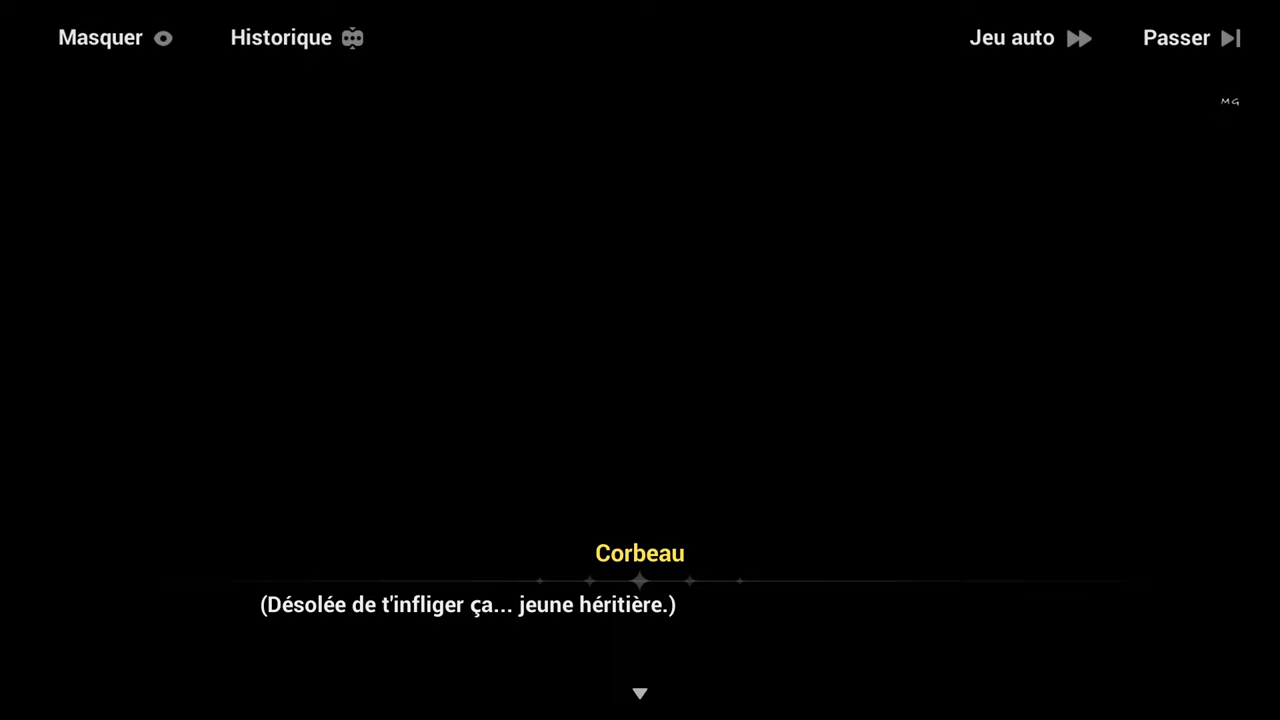 Masquer
Historique
Jeu auto
Passer
MG
Corbeau
(Désolée de t'infliger ça... jeune héritière.)